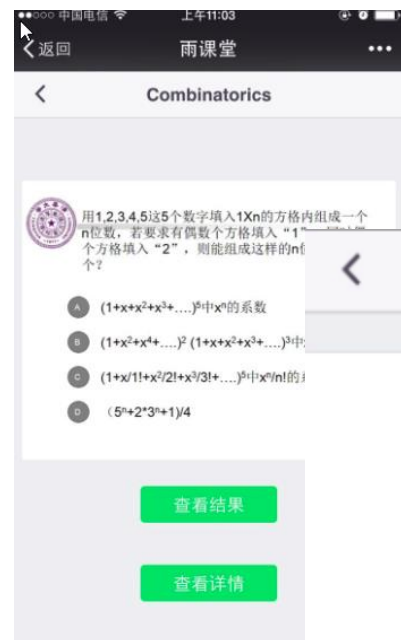 中国电信
上午11:03
返回
雨课堂
Combinatorics
用1,2,3,4,5这5个数字填入1Xn的方格内组成一个
n位数，若要求有偶数个方格填入“1”
个方格填入“2”，则能组成这样的n
个？
A (1+x+x²+x³+....)⁵中xⁿ的系数
B (1+x²+x⁴+....)² (1+x+x²+x³+....)³中
C (1+x/1!+x²/2!+x³/3!+....)⁵中xⁿ/n!的
D （5ⁿ+2*3ⁿ+1)/4
查看结果
查看详情